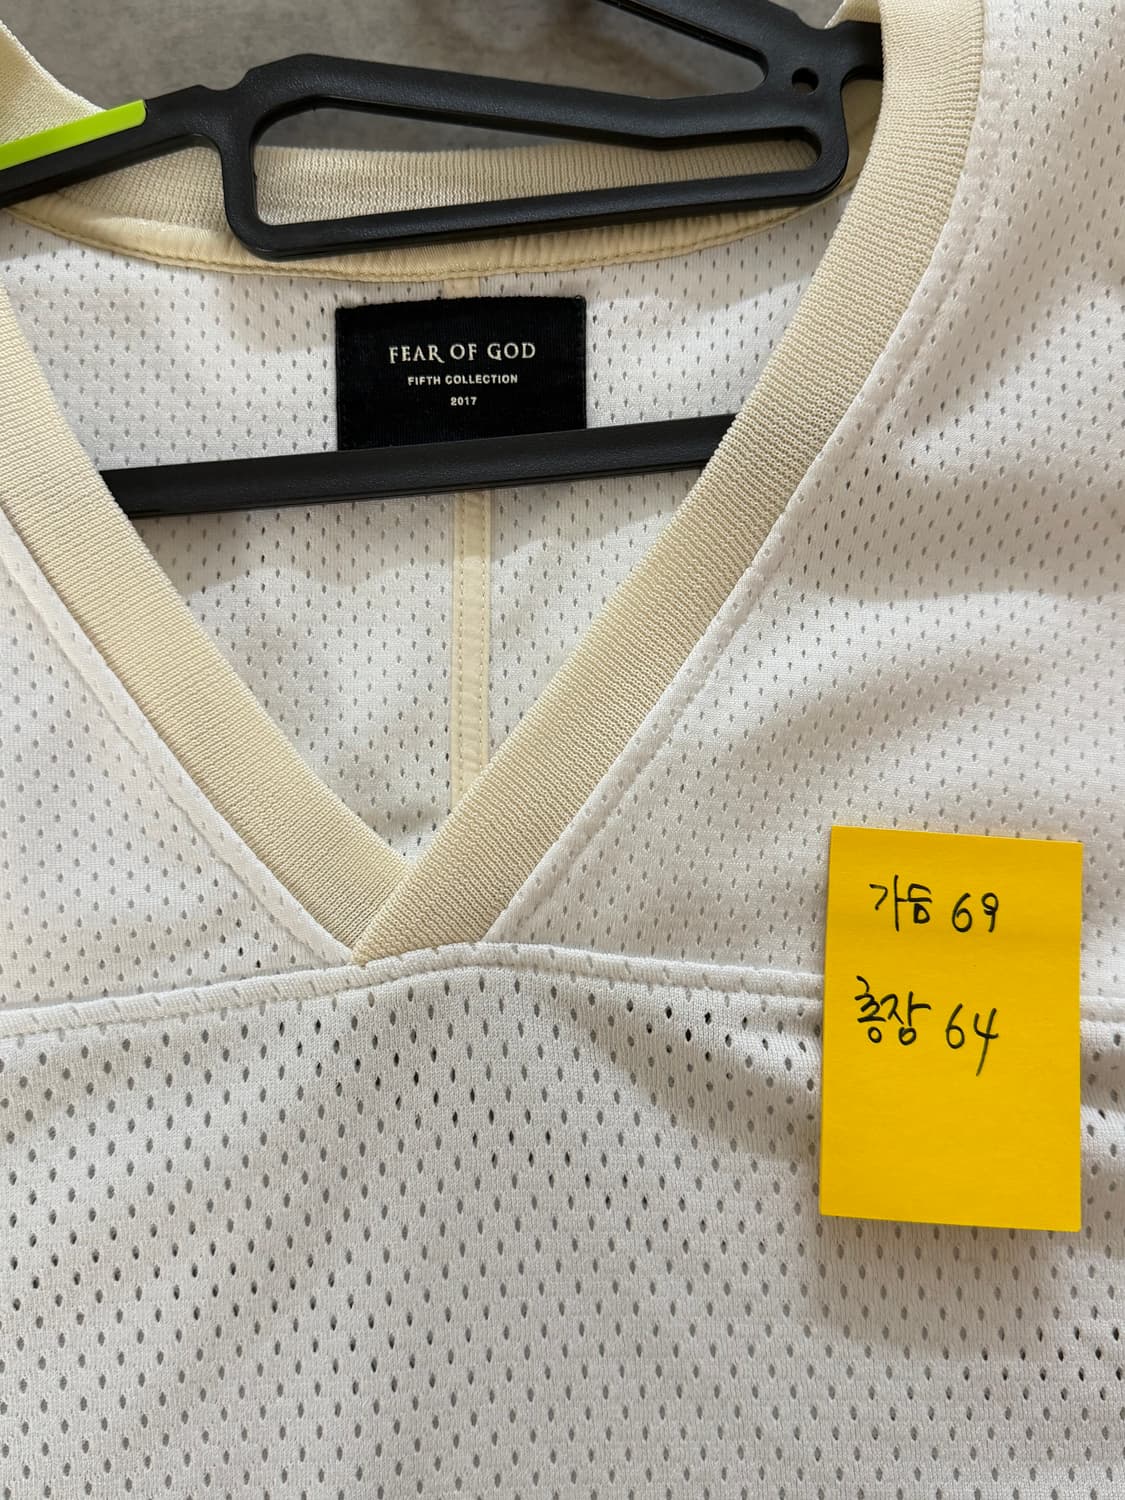 FEAR OF GOD
FIFTH COLLECTION
2017
가슴 69
총장 64